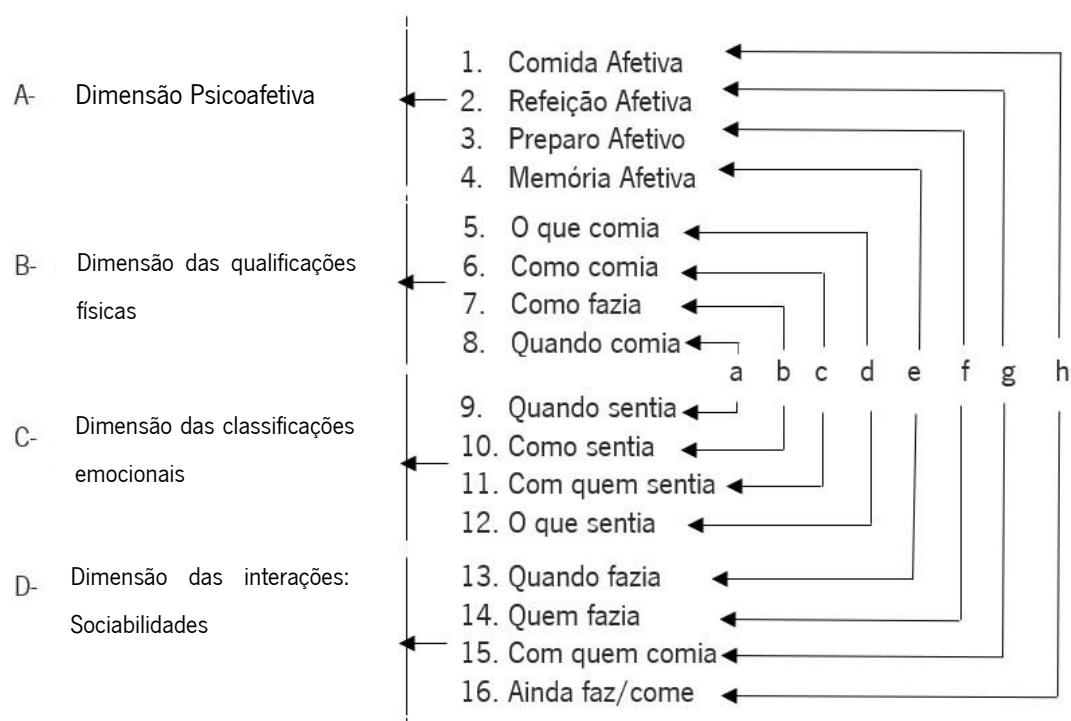 A- Dimensão Psicoafetiva
1. Comida Afetiva
2. Refeição Afetiva
3. Preparo Afetivo
4. Memória Afetiva
B- Dimensão das qualificações
físicas
5. O que comia
6. Como comia
7. Como fazia
8. Quando comia
a b c d e f g h
C- Dimensão das classificações
emocionais
9. Quando sentia
10. Como sentia
11. Com quem sentia
12. O que sentia
D- Dimensão das interações:
Sociabilidades
13. Quando fazia
14. Quem fazia
15. Com quem comia
16. Ainda faz/come